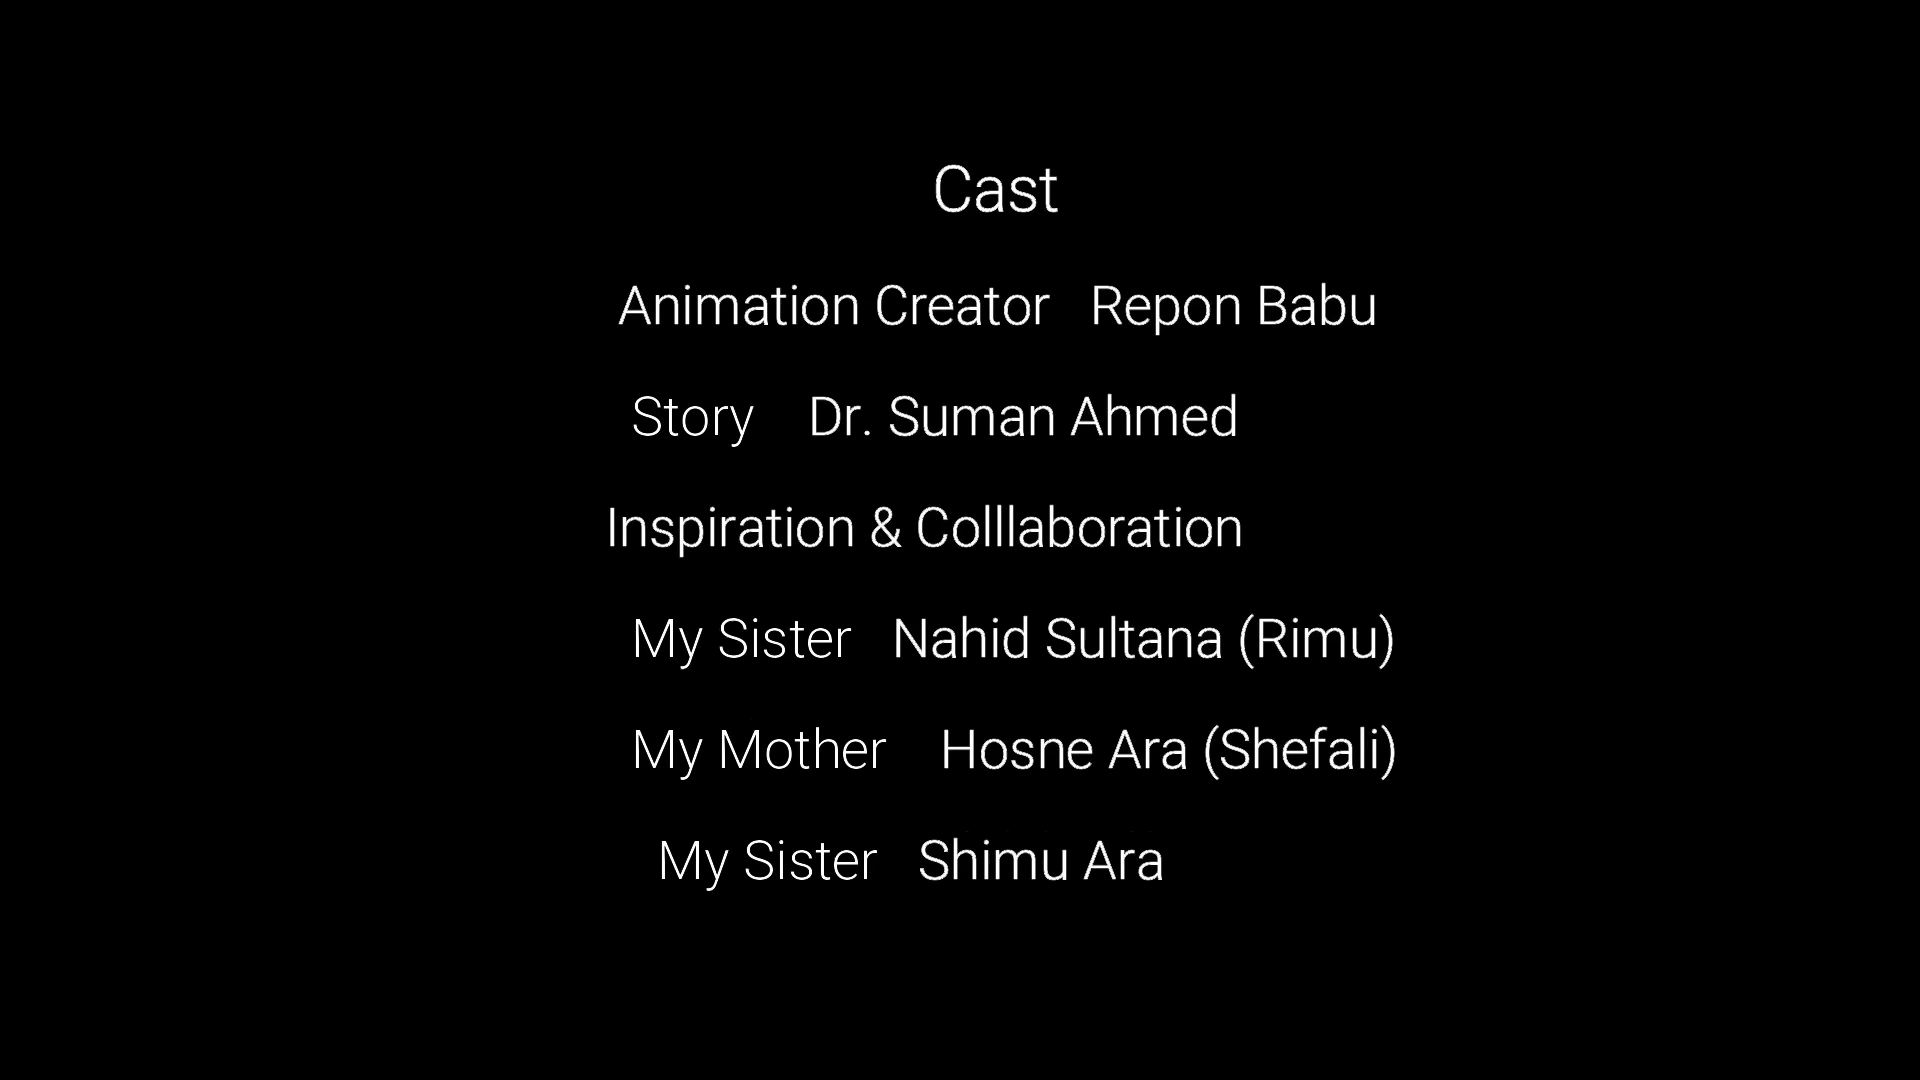 Cast
Animation Creator Repon Babu
Story Dr. Suman Ahmed
Inspiration & Colllaboration
My Sister Nahid Sultana (Rimu)
My Mother Hosne Ara (Shefali)
My Sister Shimu Ara